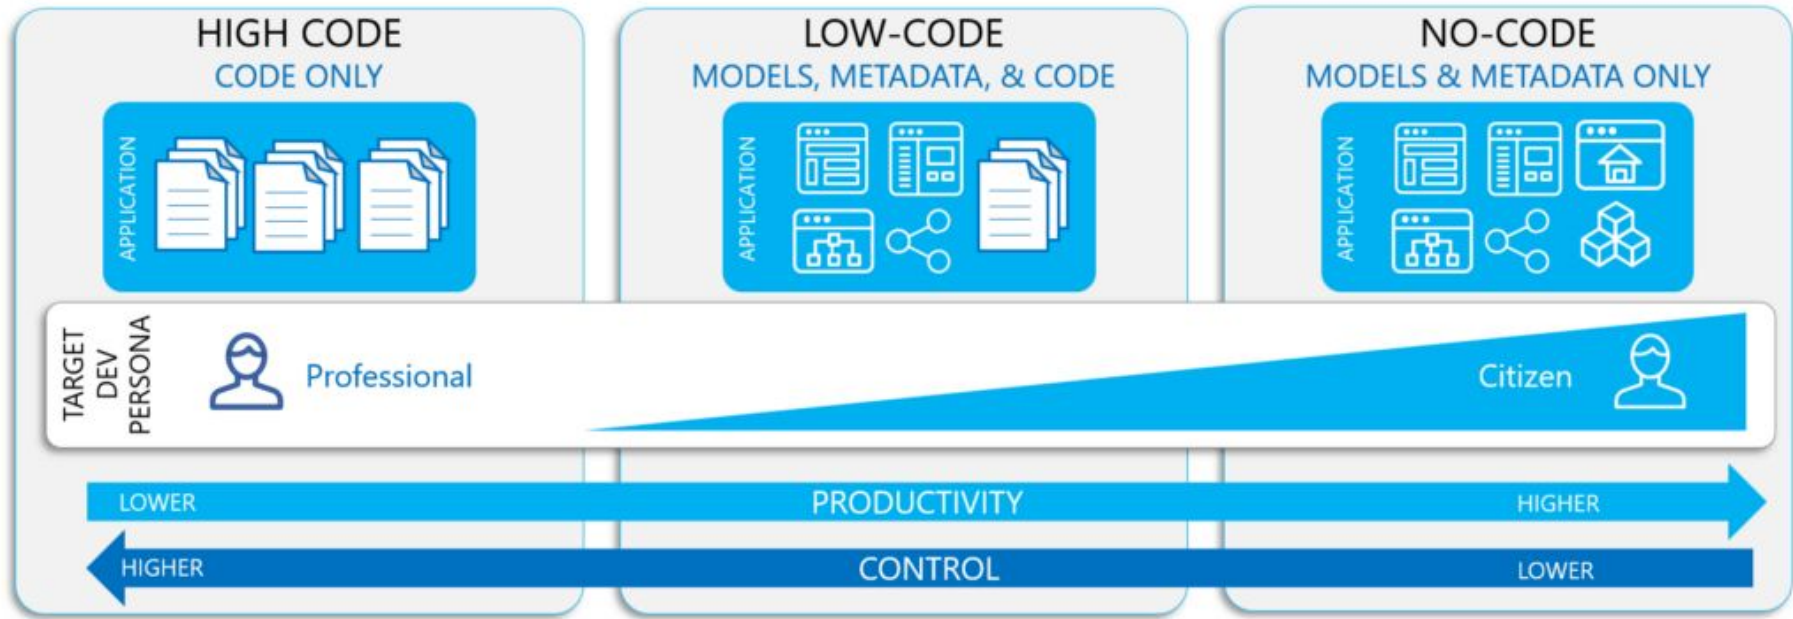 HIGH CODE
CODE ONLY
APPLICATION
LOW-CODE
MODELS, METADATA, & CODE
APPLICATION
NO-CODE
MODELS & METADATA ONLY
APPLICATION
TARGET
DEV
PERSONA
Professional
Citizen
LOWER
PRODUCTIVITY
HIGHER
HIGHER
CONTROL
LOWER